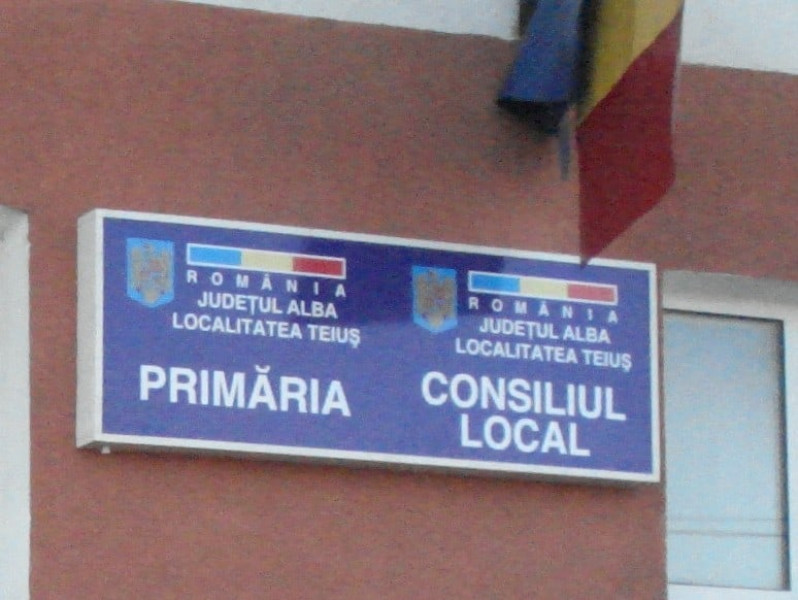 ROMÂNIA
JUDEȚUL ALBA
LOCALITATEA TEIUȘ
PRIMĂRIA
ROMÂNIA
JUDEȚUL ALBA
LOCALITATEA TEIUȘ
CONSILIUL
LOCAL